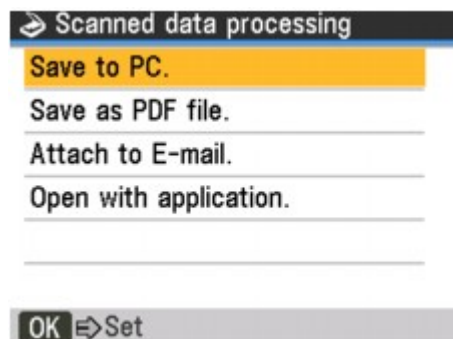 Scanned data processing
Save to PC.
Save as PDF file.
Attach to E-mail.
Open with application.
OK ⇨Set